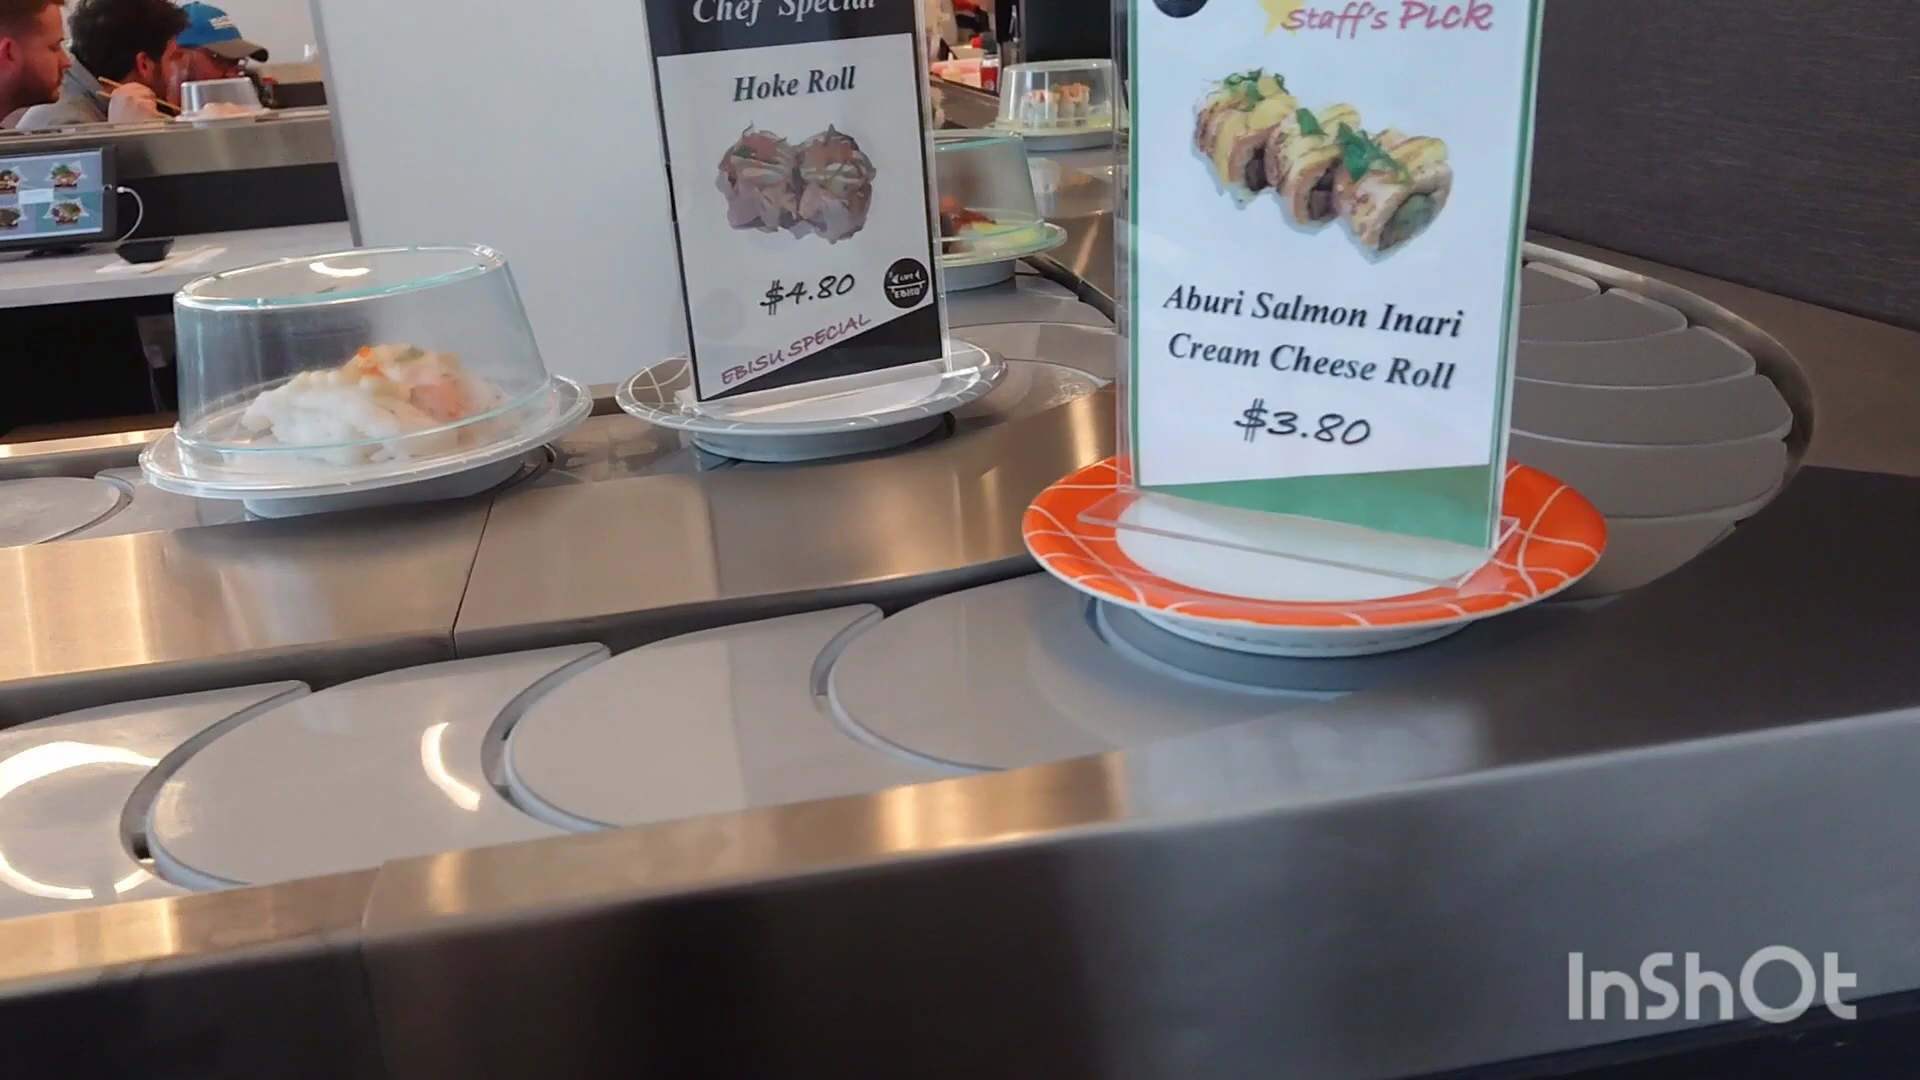 Chef Special
Hoke Roll
$4.80
EBISU SPECIAL
EBISU
Staff's Pick
Aburi Salmon Inari
Cream Cheese Roll
$3.80
InShOt